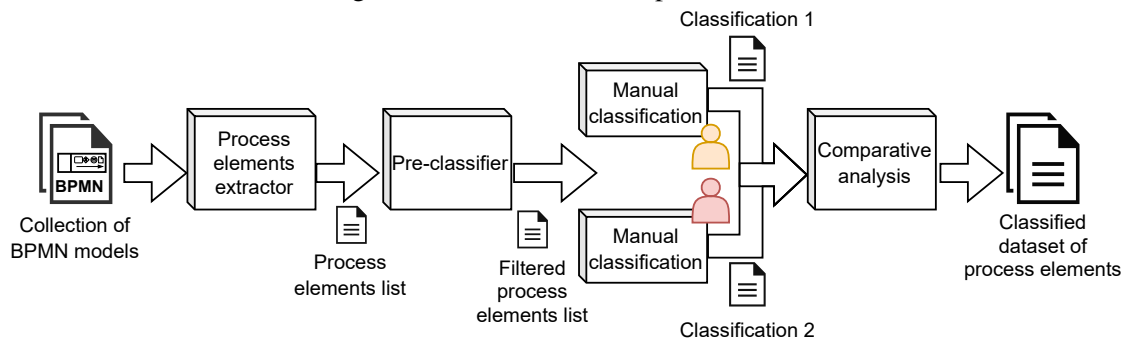 Classification 1
Manual
classification
Process
elements
extractor
Pre-classifier
Comparative
analysis
BPMN
Collection of
BPMN models
Process
elements list
Filtered
process
elements list
Manual
classification
Classification 2
Classified
dataset of
process elements